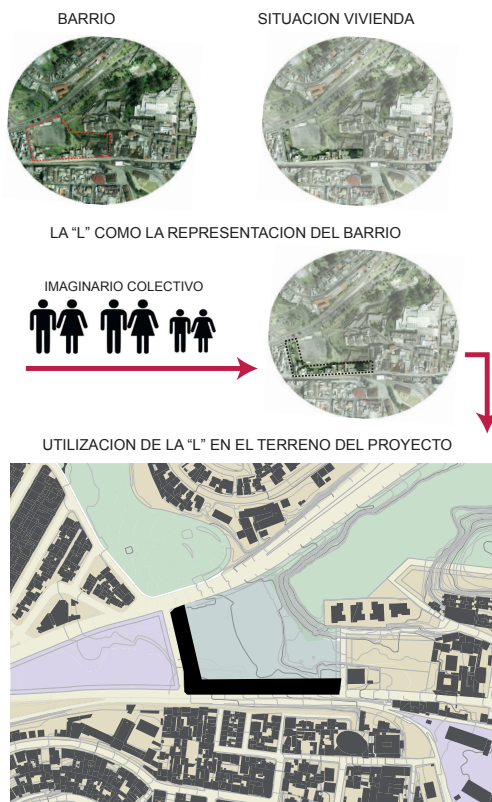 BARRIO
SITUACION VIVIENDA
LA “L” COMO LA REPRESENTACION DEL BARRIO
IMAGINARIO COLECTIVO
UTILIZACION DE LA “L” EN EL TERRENO DEL PROYECTO